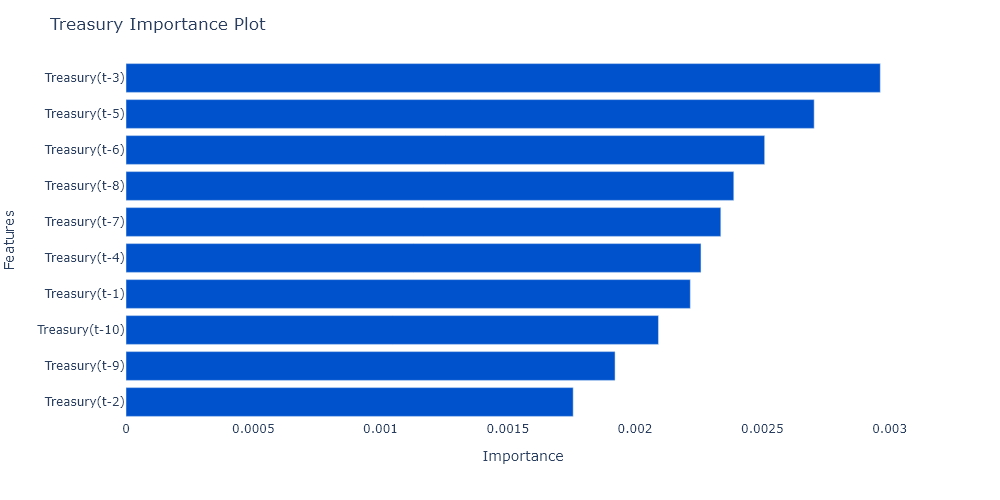 Treasury Importance Plot
Features
Treasury(t-3)
Treasury(t-5)
Treasury(t-6)
Treasury(t-8)
Treasury(t-7)
Treasury(t-4)
Treasury(t-1)
Treasury(t-10)
Treasury(t-9)
Treasury(t-2)
0 0.0005 0.001 0.0015 0.002 0.0025 0.003
Importance